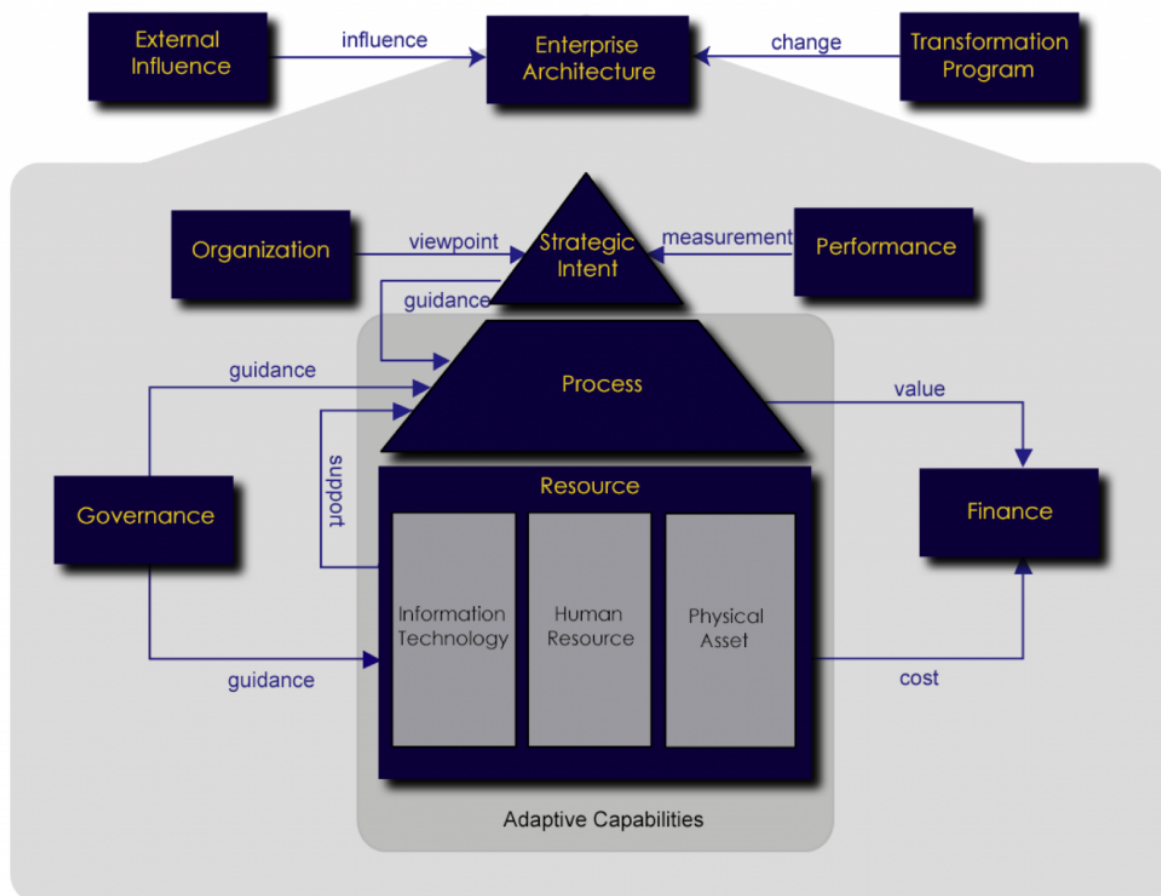 External
Influence
influence
Enterprise
Architecture
change
Transformation
Program
Organization
viewpoint
Strategic
Intent
measurement
Performance
guidance
guidance
Process
value
support
Governance
Resource
Finance
Information
Technology
Human
Resource
Physical
Asset
guidance
cost
Adaptive Capabilities